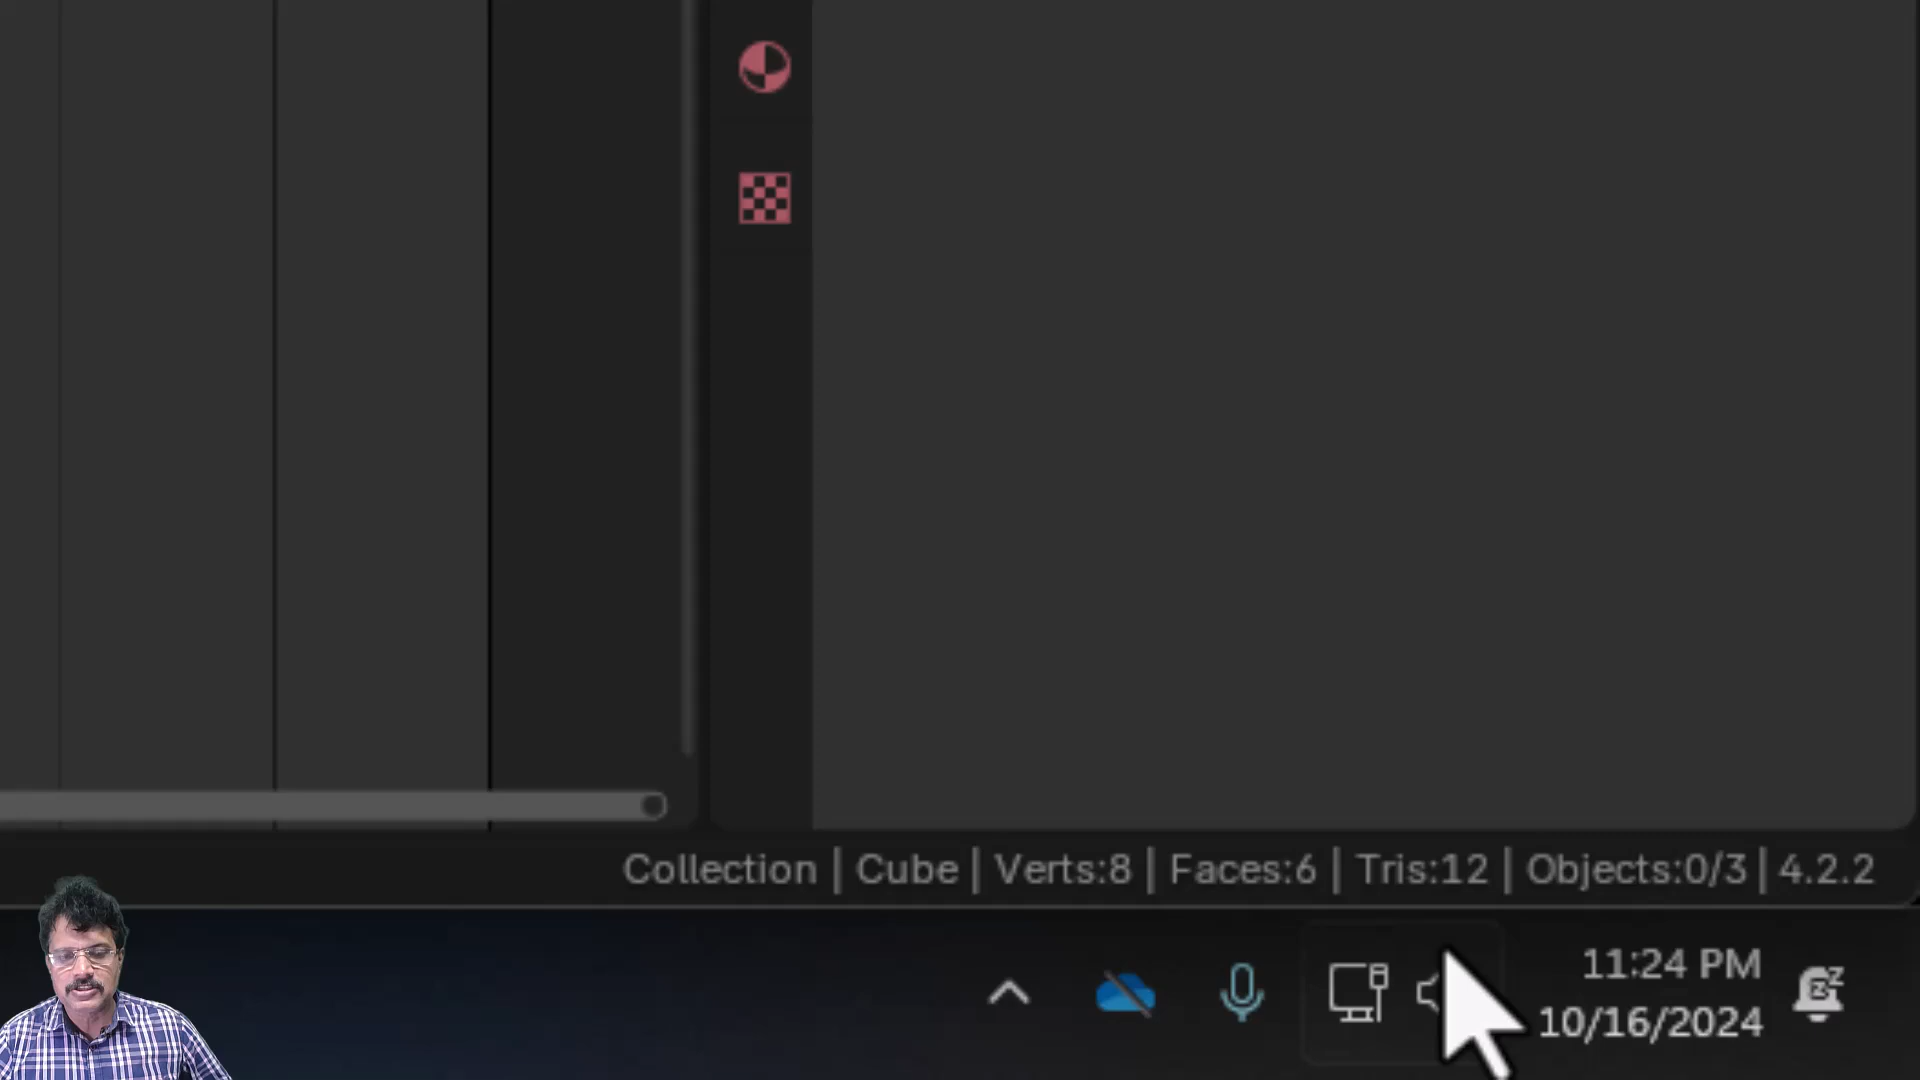 Collection | Cube | Verts:8 | Faces:6 | Tris:12 | Objects:0/3 | 4.2.2
11:24 PM
10/16/2024